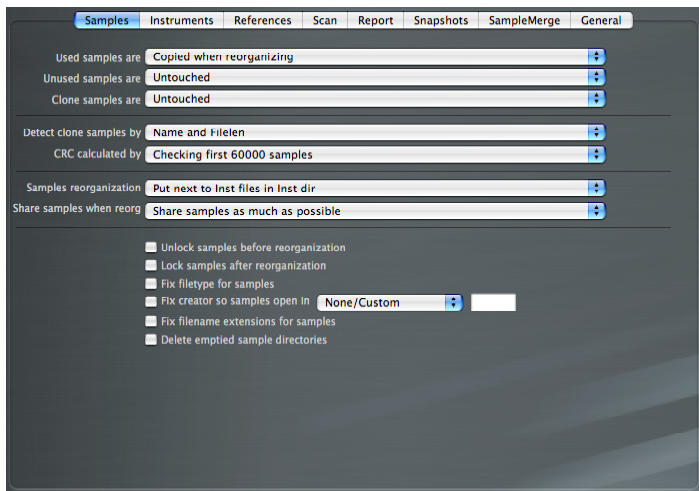 Samples Instruments References Scan Report Snapshots SampleMerge General
Used samples are Copied when reorganizing
Unused samples are Untouched
Clone samples are Untouched
Detect clone samples by Name and Filelen
CRC calculated by Checking first 60000 samples
Samples reorganization Put next to Inst files in Inst dir
Share samples when reorg Share samples as much as possible
Unlock samples before reorganization
Lock samples after reorganization
Fix filetype for samples
Fix creator so samples open in None/Custom
Fix filename extensions for samples
Delete emptied sample directories